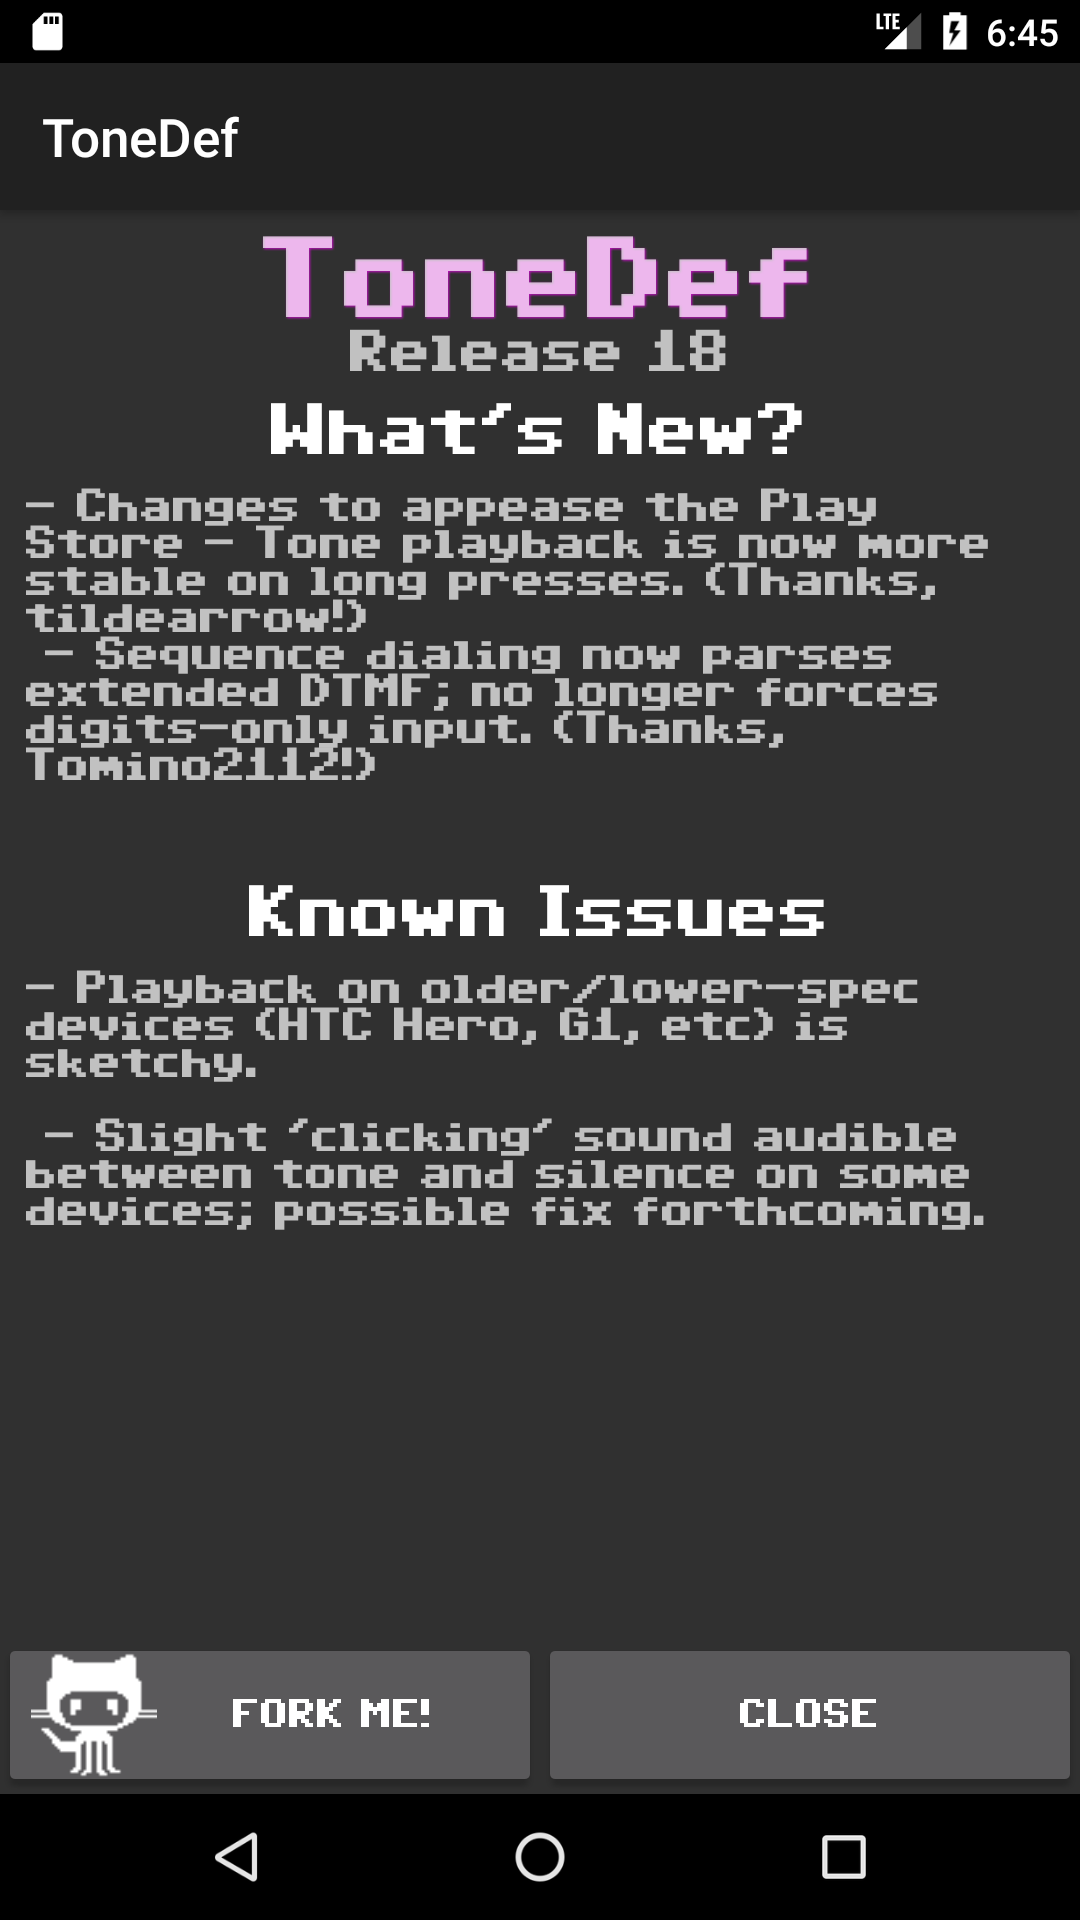 LTE 6:45
ToneDef
ToneDef
Release 18
What's New?
- Changes to appease the Play
Store - Tone playback is now more
stable on long presses. (Thanks,
tildearrow!)
- Sequence dialing now parses
extended DTMF; no longer forces
digits-only input. (Thanks,
Tomino2112!)
Known Issues
- Playback on older/lower-spec
devices (HTC Hero, G1, etc) is
sketchy.
- Slight 'clicking' sound audible
between tone and silence on some
devices; possible fix forthcoming.
FORK ME!
CLOSE